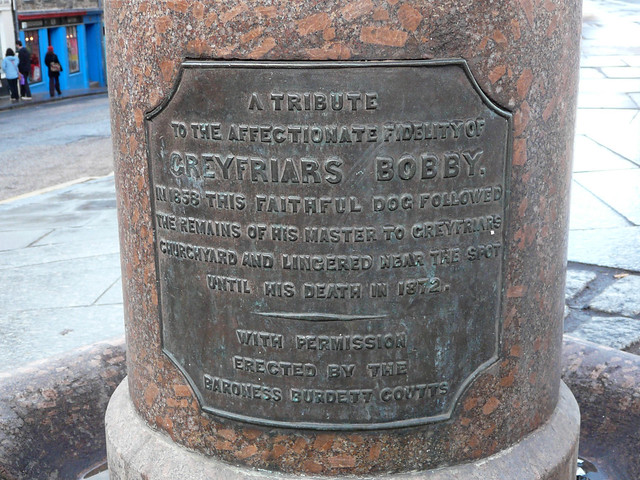 A TRIBUTE
TO THE AFFECTIONATE FIDELITY OF
GREYFRIARS BOBBY.
IN 1858 THIS FAITHFUL DOG FOLLOWED
THE REMAINS OF HIS MASTER TO GREYFRIARS
CHURCHYARD AND LINGERED NEAR THE SPOT
UNTIL HIS DEATH IN 1872.
WITH PERMISSION
ERECTED BY THE
BARONESS BURDETT COUTTS